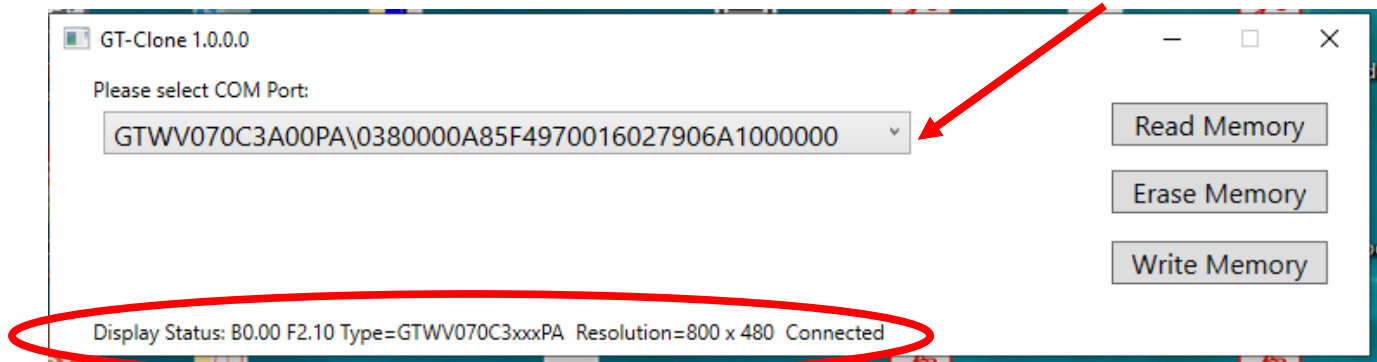 GT-Clone 1.0.0.0
Please select COM Port:
GTWV070C3A00PA\0380000A85F4970016027906A1000000
Read Memory
Erase Memory
Write Memory
Display Status: B0.00 F2.10 Type=GTWV070C3xxxPA Resolution=800 x 480 Connected